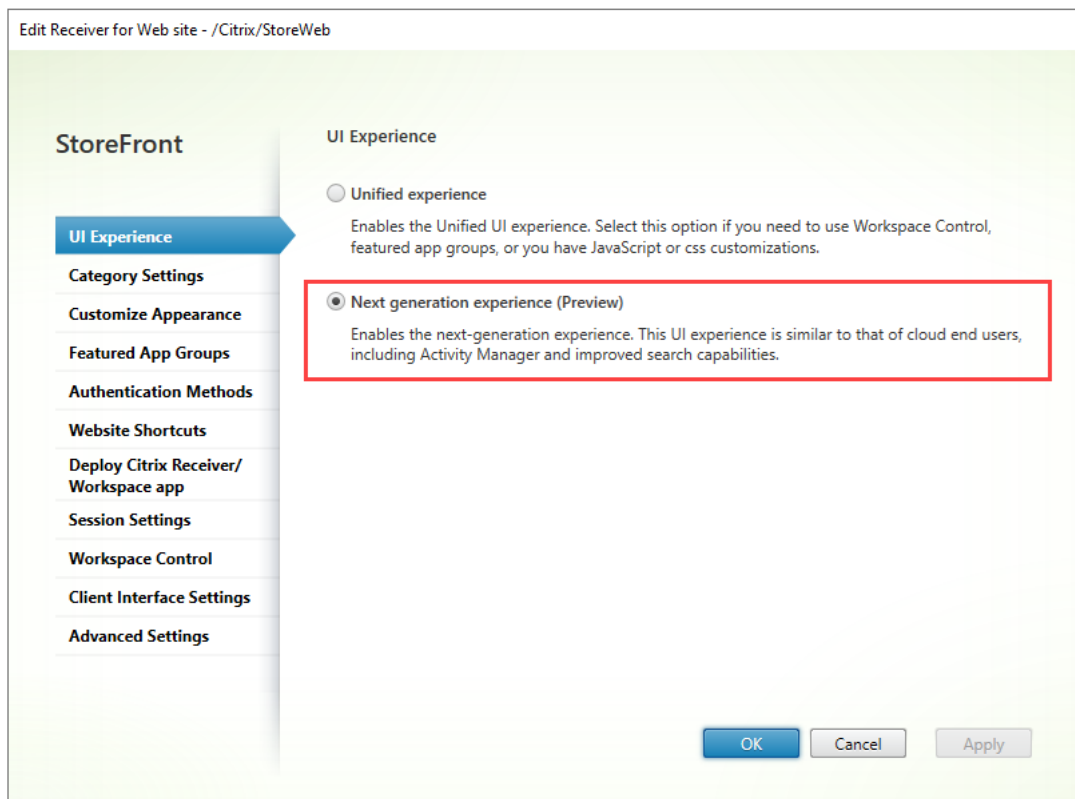 Edit Receiver for Web site - /Citrix/StoreWeb
StoreFront
UI Experience
Category Settings
Customize Appearance
Featured App Groups
Authentication Methods
Website Shortcuts
Deploy Citrix Receiver/
Workspace app
Session Settings
Workspace Control
Client Interface Settings
Advanced Settings
UI Experience
Unified experience
Enables the Unified UI experience. Select this option if you need to use Workspace Control,
featured app groups, or you have JavaScript or css customizations.
Next generation experience (Preview)
Enables the next-generation experience. This UI experience is similar to that of cloud end users,
including Activity Manager and improved search capabilities.
OK
Cancel
Apply